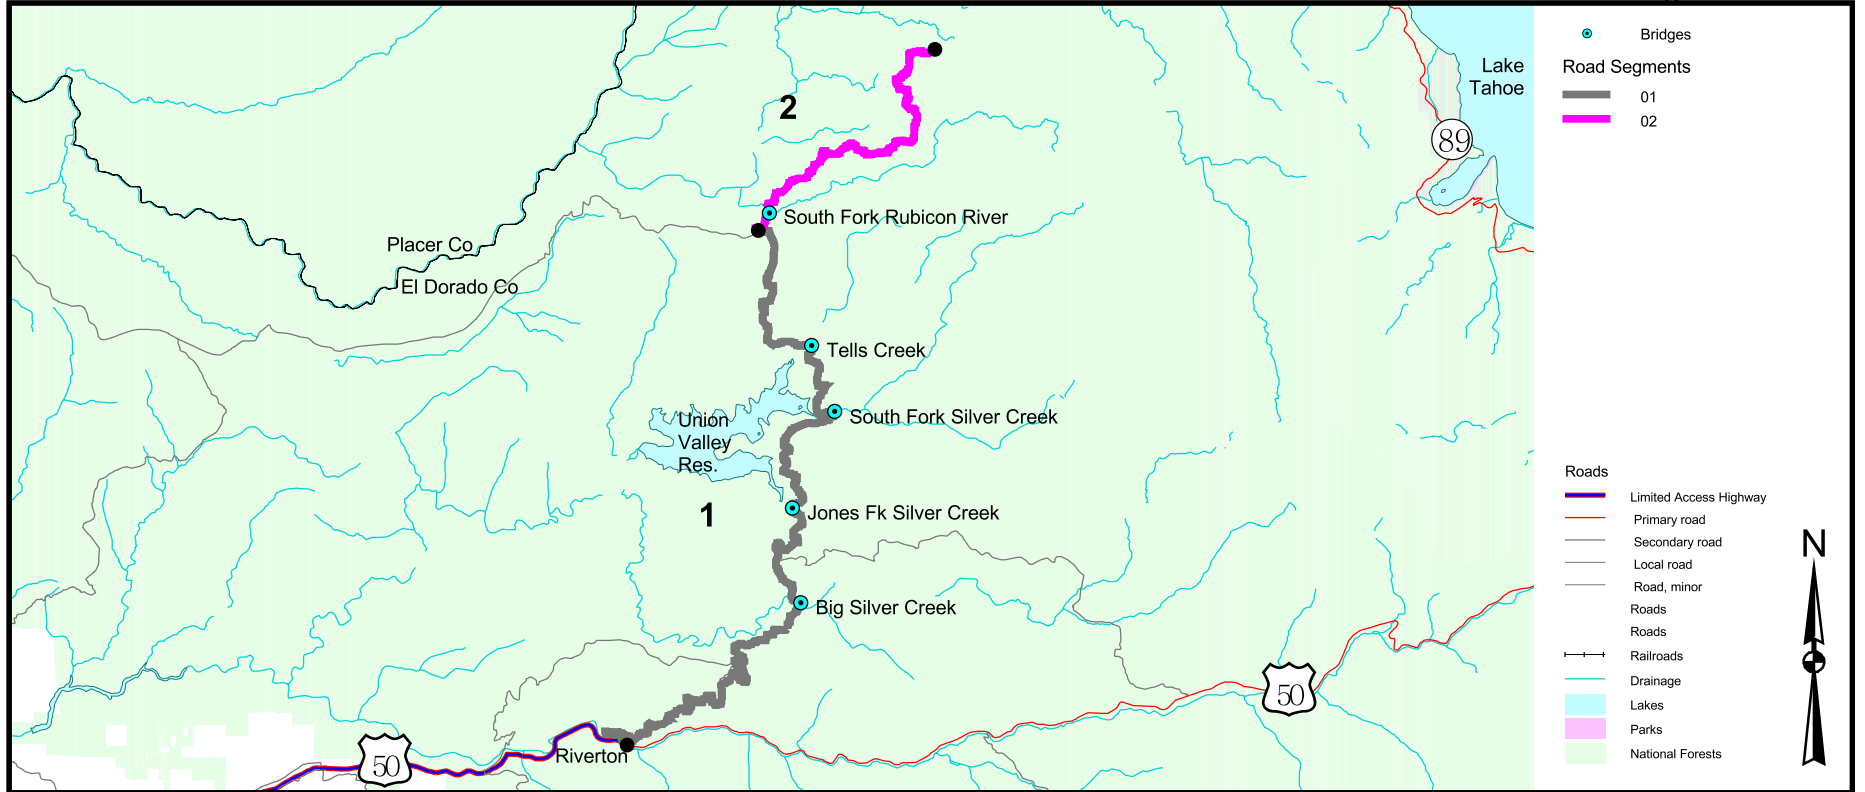 Lake
Tahoe
89
2
South Fork Rubicon River
Placer Co
El Dorado Co
Tells Creek
Union
Valley
Res.
South Fork Silver Creek
1
Jones Fk Silver Creek
Big Silver Creek
50
Riverton
50
Bridges
Road Segments
01
02
Roads
Limited Access Highway
Primary road
Secondary road
Local road
Road, minor
Roads
Roads
Railroads
Drainage
Lakes
Parks
National Forests
N